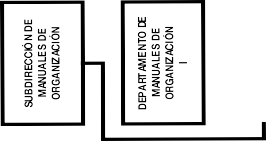 SUBDIRECCIÓN DE
MANUALES DE
ORGANIZACIÓN
DEPARTAMENTO DE
MANUALES DE
ORGANIZACIÓN
I